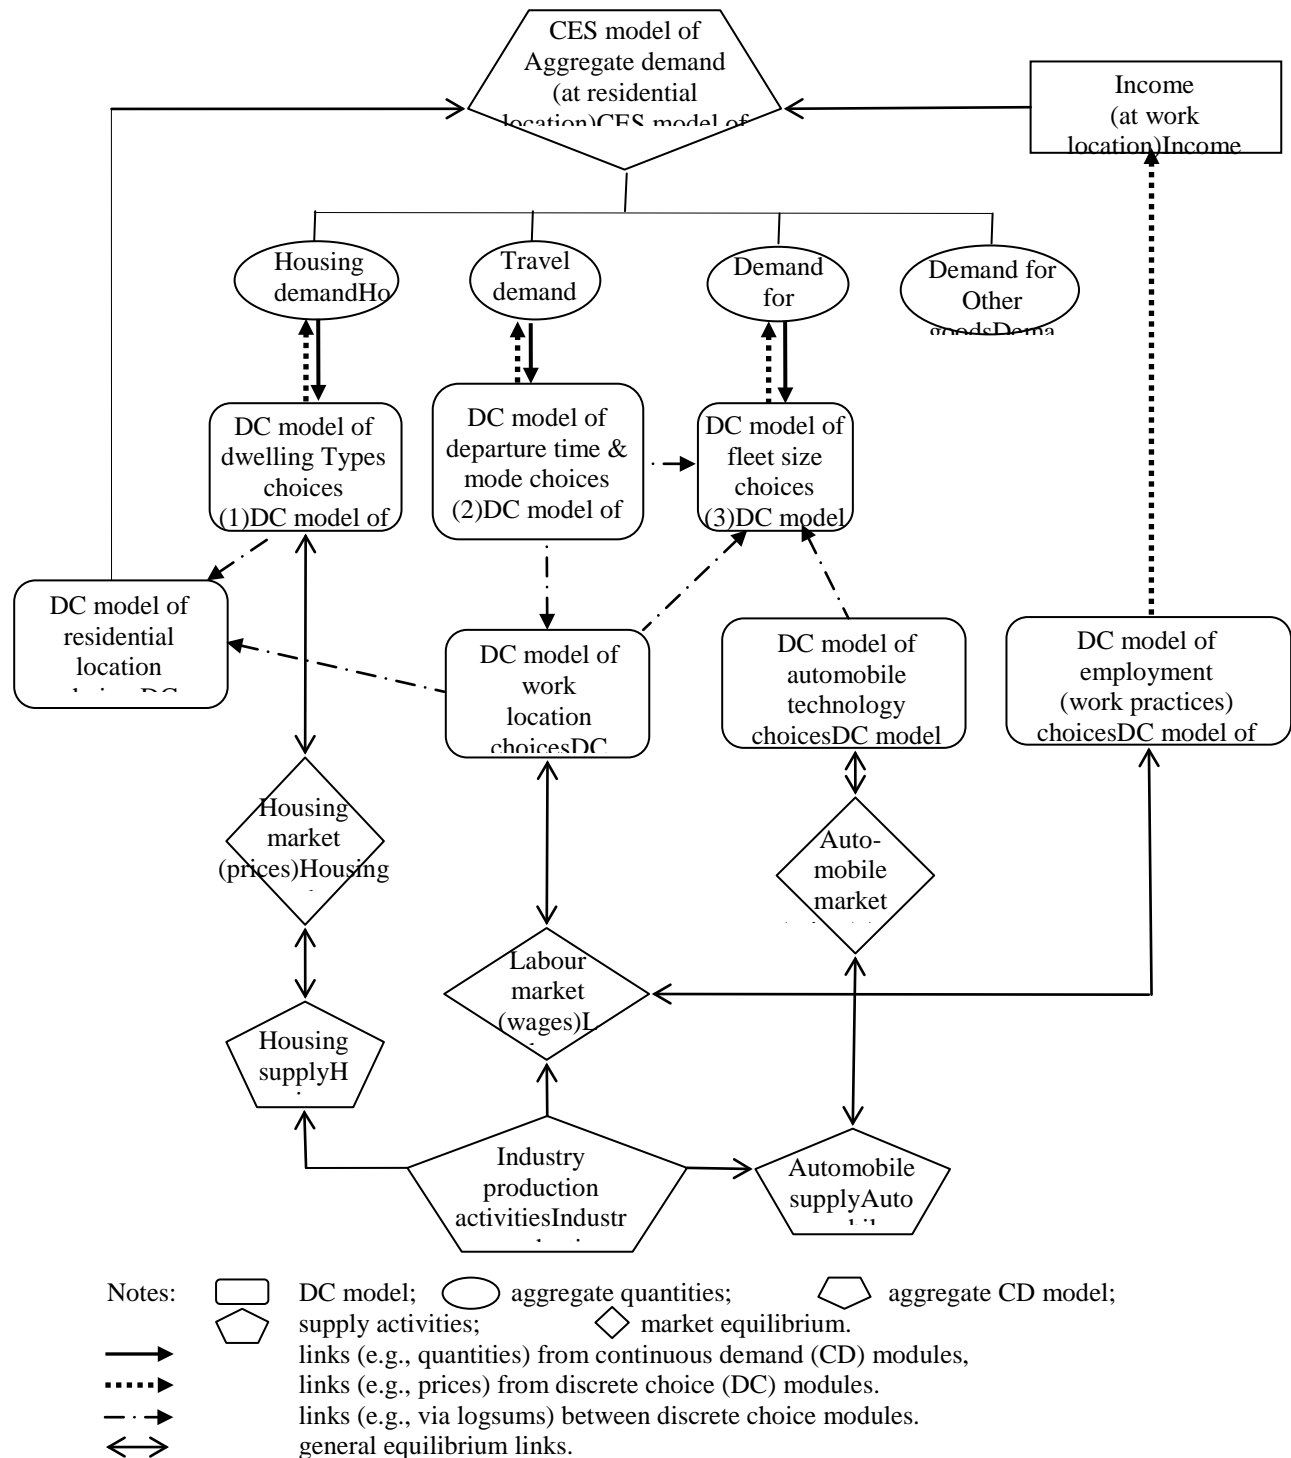 CES model of
Aggregate demand
(at residential
location)CES model of
Income
(at work
location)Income
Housing
demandHo
Travel
demand
Demand
for
Demand for
Other
goodsDema
DC model of
dwelling Types
choices
(1)DC model of
DC model of
departure time &
mode choices
(2)DC model of
DC model of
fleet size
choices
(3)DC model
DC model of
residential
location
DC model of
work
location
choicesDC
DC model of
automobile
technology
choicesDC model
DC model of
employment
(work practices)
choicesDC model of
Housing
market
(prices)Housing
Auto-
mobile
market
Labour
market
(wages)L
Housing
supplyH
Industry
production
activitiesIndustr
Automobile
supplyAuto
Notes: DC model; aggregate quantities; aggregate CD model;
supply activities; market equilibrium.
links (e.g., quantities) from continuous demand (CD) modules,
links (e.g., prices) from discrete choice (DC) modules.
links (e.g., via logsums) between discrete choice modules.
general equilibrium links.